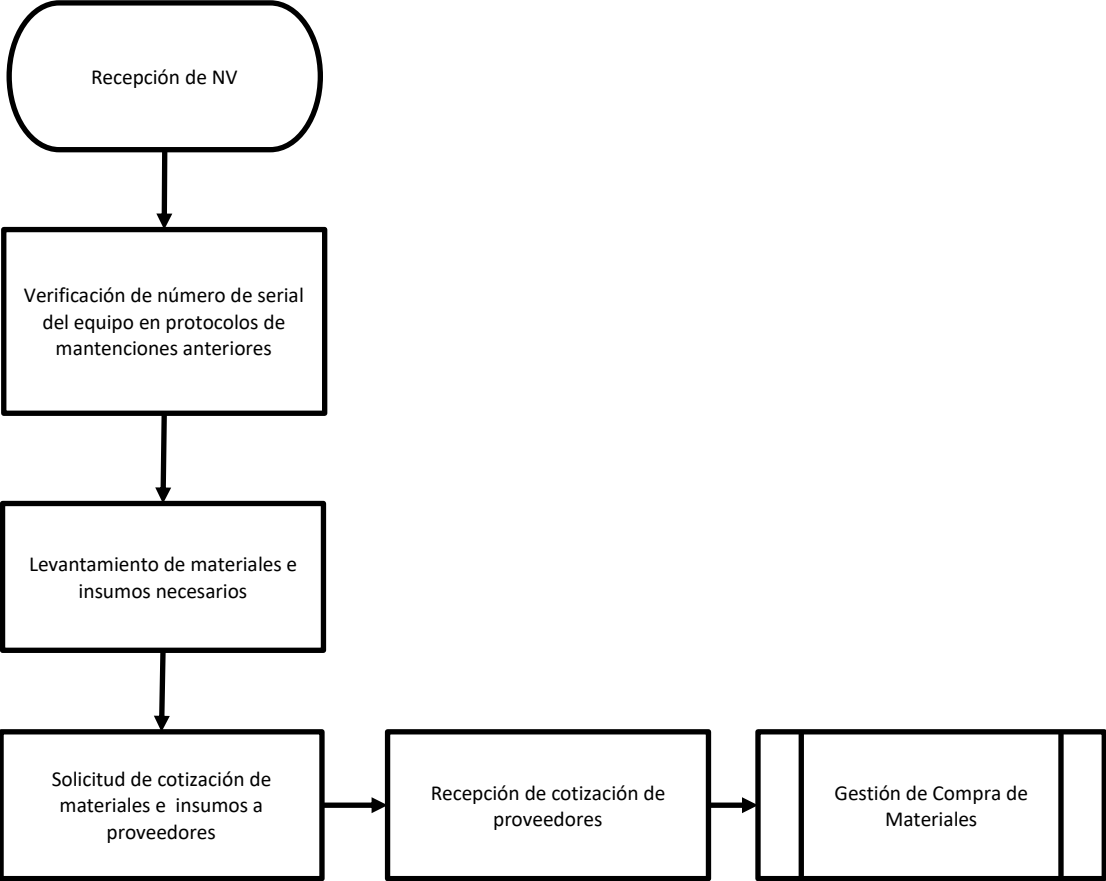 Recepción de NV
Verificación de número de serial
del equipo en protocolos de
mantenciones anteriores
Levantamiento de materiales e
insumos necesarios
Solicitud de cotización de
materiales e  insumos a
proveedores
Recepción de cotización de
proveedores
Gestión de Compra de
Materiales